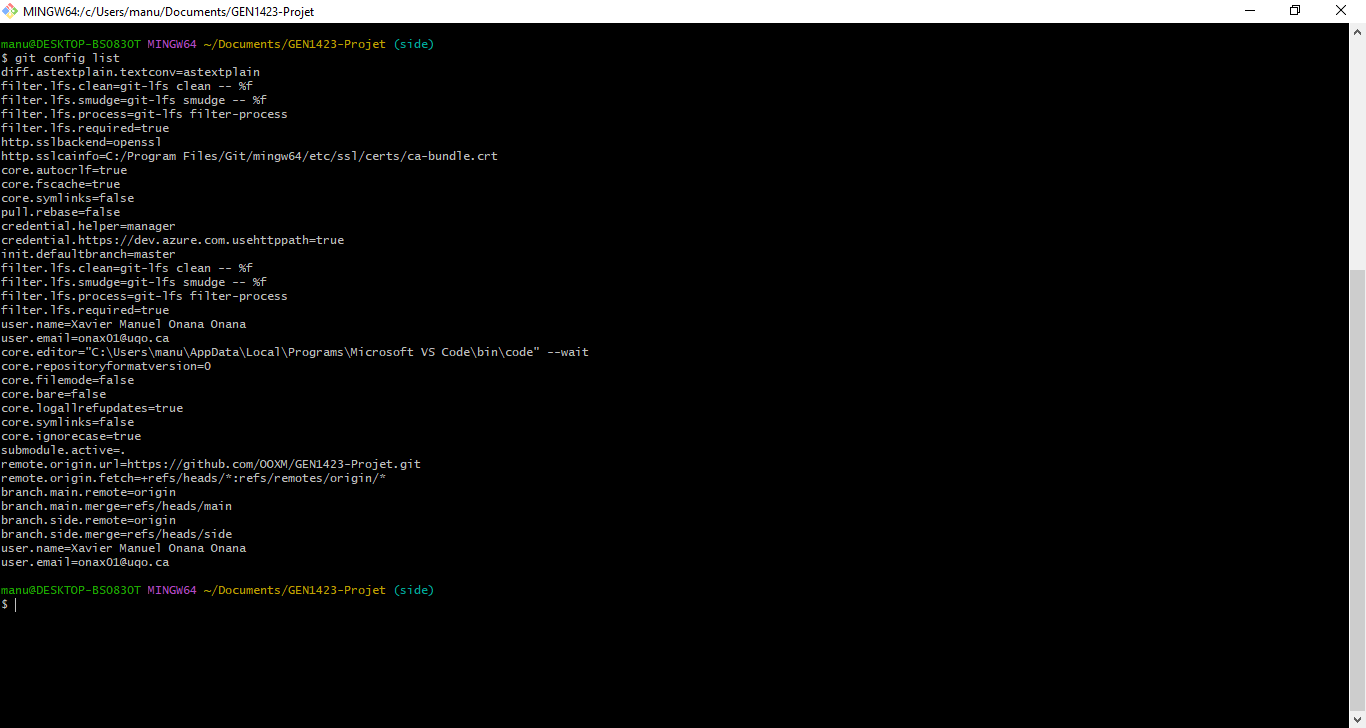 MINGW64:/c/Users/manu/Documents/GEN1423-Projet
manu@DESKTOP-BSO83OT MINGW64 ~/Documents/GEN1423-Projet (side)
$ git config list
diff.astextplain.textconv=astextplain
filter.lfs.clean=git-lfs clean -- %f
filter.lfs.smudge=git-lfs smudge -- %f
filter.lfs.process=git-lfs filter-process
filter.lfs.required=true
http.sslbackend=openssl
http.sslcainfo=C:/Program Files/Git/mingw64/etc/ssl/certs/ca-bundle.crt
core.autocrlf=true
core.fscache=true
core.symlinks=false
pull.rebase=false
credential.helper=manager
credential.https://dev.azure.com.usehttppath=true
init.defaultbranch=master
filter.lfs.clean=git-lfs clean -- %f
filter.lfs.smudge=git-lfs smudge -- %f
filter.lfs.process=git-lfs filter-process
filter.lfs.required=true
user.name=Xavier Manuel Onana Onana
user.email=onax01@uqo.ca
core.editor="C:\Users\manu\AppData\Local\Programs\Microsoft VS Code\bin\code" --wait
core.repositoryformatversion=0
core.filemode=false
core.bare=false
core.logallrefupdates=true
core.symlinks=false
core.ignorecase=true
submodule.active=.
remote.origin.url=https://github.com/OOXM/GEN1423-Projet.git
remote.origin.fetch=+refs/heads/*:refs/remotes/origin/*
branch.main.remote=origin
branch.main.merge=refs/heads/main
branch.side.remote=origin
branch.side.merge=refs/heads/side
user.name=Xavier Manuel Onana Onana
user.email=onax01@uqo.ca
manu@DESKTOP-BSO83OT MINGW64 ~/Documents/GEN1423-Projet (side)
$